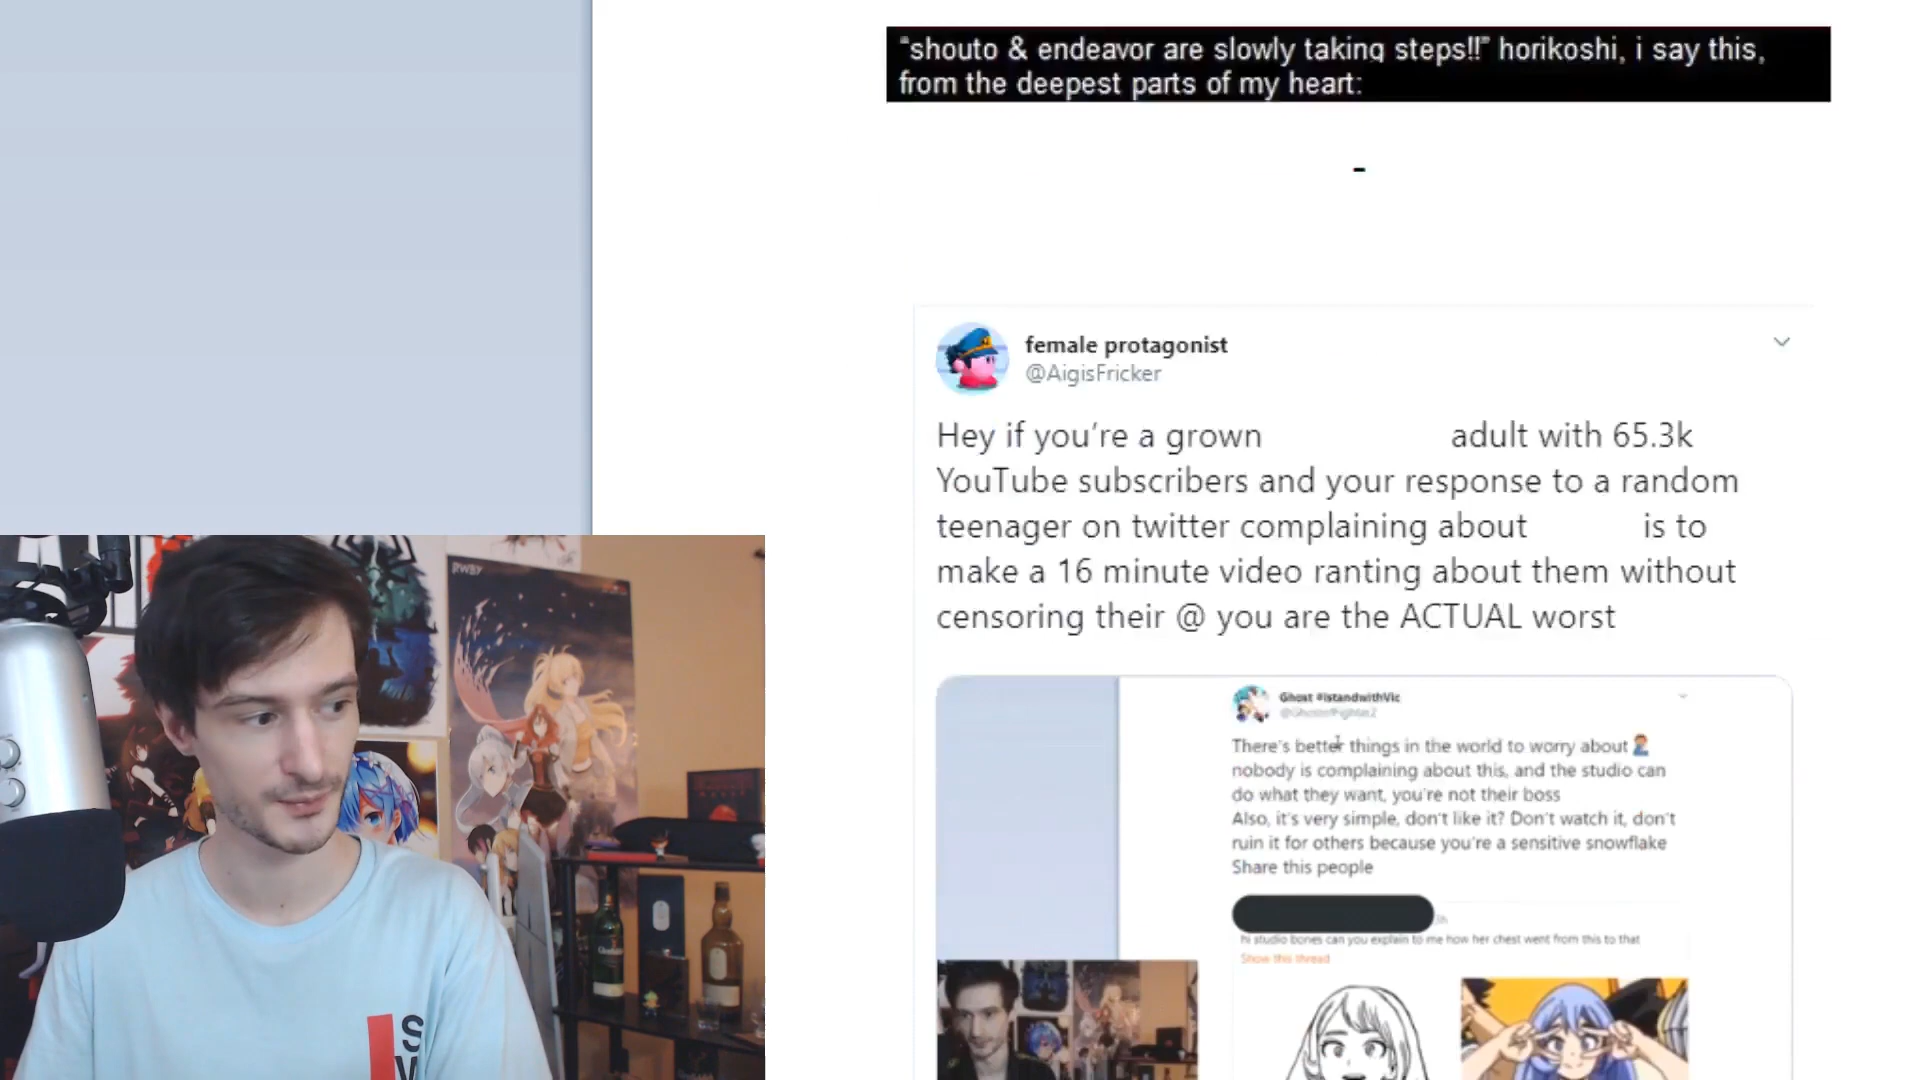 "shouto & endeavor are slowly taking steps!!" horikoshi, i say this,
from the deepest parts of my heart:
-
female protagonist
@AigisFricker
Hey if you're a grown adult with 65.3k
YouTube subscribers and your response to a random
teenager on twitter complaining about is to
make a 16 minute video ranting about them without
censoring their @ you are the ACTUAL worst
Ghost #istandwithVic
There's better things in the world to worry about
nobody is complaining about this, and the studio can
do what they want, you're not their boss
Also, it's very simple, don't like it? Don't watch it, don't
ruin it for others because you're a sensitive snowflake
Share this people
hi studio bones can you explain to me how her chest went from this to that
Show this thread
RWBY
S